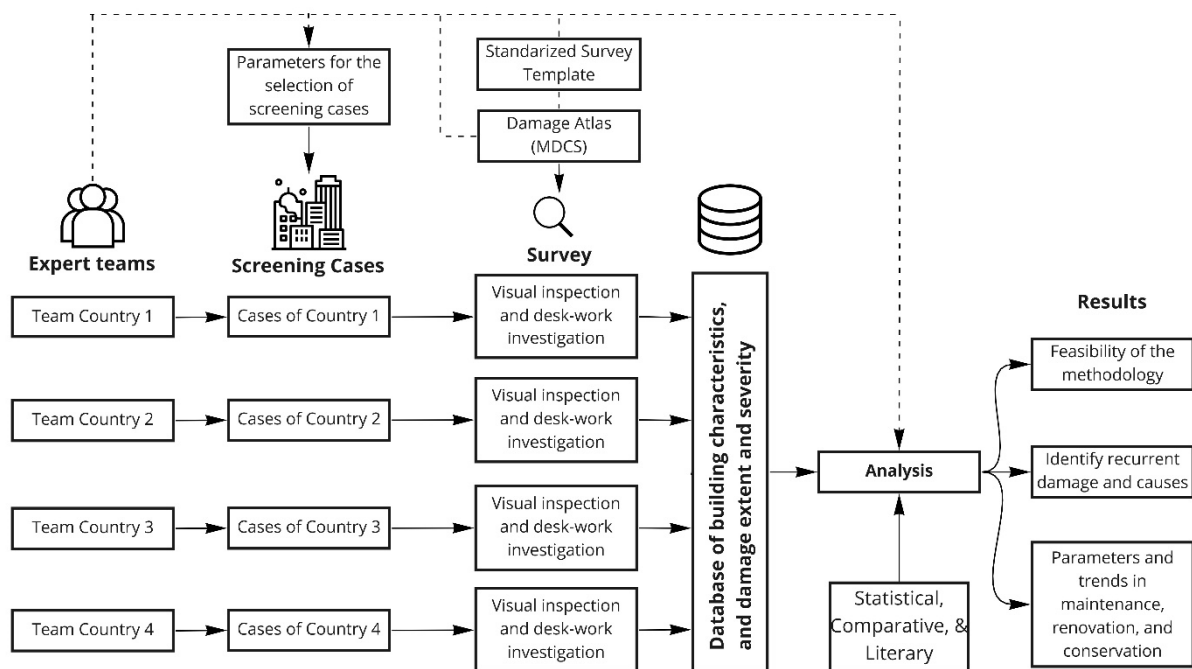 Parameters for the
selection of
screening cases
Standarized Survey
Template
Damage Atlas
(MDCS)
Expert teams
Screening Cases
Survey
Team Country 1
Cases of Country 1
Visual inspection
and desk-work
investigation
Team Country 2
Cases of Country 2
Visual inspection
and desk-work
investigation
Team Country 3
Cases of Country 3
Visual inspection
and desk-work
investigation
Team Country 4
Cases of Country 4
Visual inspection
and desk-work
investigation
Database of building characteristics,
and damage extent and severity
Analysis
Statistical,
Comparative, &
Literary
Results
Feasibility of the
methodology
Identify recurrent
damage and causes
Parameters and
trends in
maintenance,
renovation, and
conservation